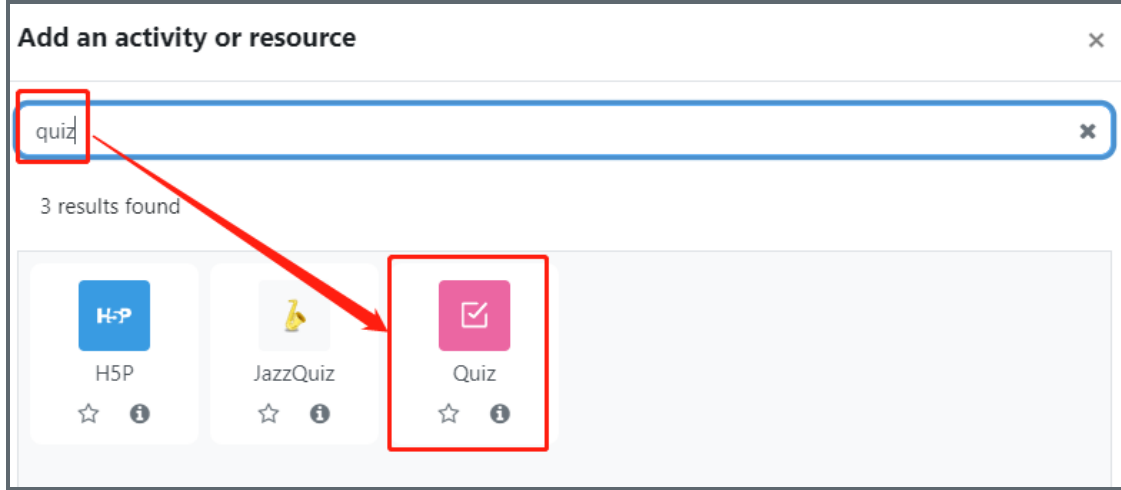 Add an activity or resource
quiz
3 results found
H5P
H5P JazzQuiz Quiz